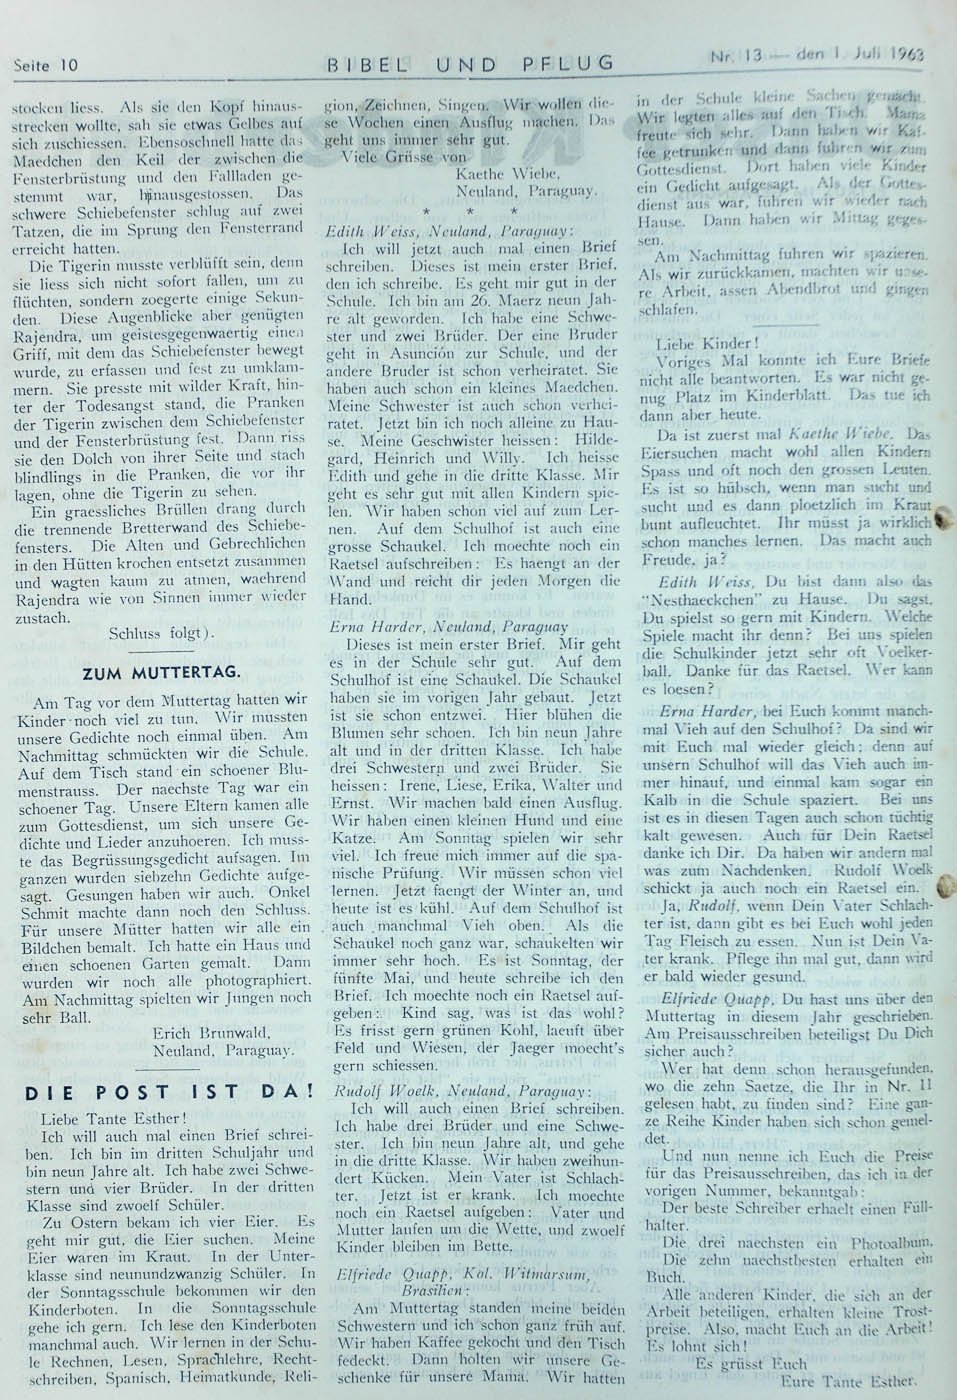 Seite 10
BIBEL UND PFLUG
Nr. 13 — den 1. Juli 1963
stocken liess. Als sie den Kopf hinaus-
strecken wollte, sah sie etwas Gelbes auf
sich zuschiessen. Ebensoschnell hatte das
Maedchen den Keil der zwischen die
Fensterbrüstung und den Fallladen ge-
stemmt war, hinausgestossen. Das
schwere Schiebefenster schlug auf zwei
Tatzen, die im Sprung den Fensterrand
erreicht hatten.
Die Tigerin musste verblüfft sein, denn
sie liess sich nicht sofort fallen, um zu
flüchten, sondern zoegerte einige Sekun-
den. Diese Augenblicke aber genügten
Rajendra, um geistesgegenwaertig einen
Griff, mit dem das Schiebefenster bewegt
wurde, zu erfassen und fest zu umklam-
mern. Sie presste mit wilder Kraft, hin-
ter der Todesangst stand, die Pranken
der Tigerin zwischen dem Schiebefenster
und der Fensterbrüstung fest. Dann riss
sie den Dolch von ihrer Seite und stach
blindlings in die Pranken, die vor ihr
lagen, ohne die Tigerin zu sehen.
Ein graessliches Brüllen drang durch
die trennende Bretterwand des Schiebe-
fensters. Die Alten und Gebrechlichen
in den Hütten krochen entsetzt zusammen
und wagten kaum zu atmen, waehrend
Rajendra wie von Sinnen immer wieder
zustach.
Schluss folgt).
ZUM MUTTERTAG.
Am Tag vor dem Muttertag hatten wir
Kinder noch viel zu tun. Wir mussten
unsere Gedichte noch einmal üben. Am
Nachmittag schmückten wir die Schule.
Auf dem Tisch stand ein schoener Blu-
menstrauss. Der naechste Tag war ein
schoener Tag. Unsere Eltern kamen alle
zum Gottesdienst, um sich unsere Ge-
dichte und Lieder anzuhoeren. Ich muss-
te das Begrüssungsgedicht aufsagen. Im
ganzen wurden siebzehn Gedichte aufge-
sagt. Gesungen haben wir auch. Onkel
Schmit machte dann noch den Schluss.
Für unsere Mütter hatten wir alle ein
Bildchen bemalt. Ich hatte ein Haus und
einen schoenen Garten gemalt. Dann
wurden wir noch alle photographiert.
Am Nachmittag spielten wir Jungen noch
sehr Ball.
Erich Brunwald,
Neuland, Paraguay.
DIE POST IST DA!
Liebe Tante Esther!
Ich will auch mal einen Brief schrei-
ben. Ich bin im dritten Schuljahr und
bin neun Jahre alt. Ich habe zwei Schwe-
stern und vier Brüder. In der dritten
Klasse sind zwoelf Schüler.
Zu Ostern bekam ich vier Eier. Es
geht mir gut, die Eier suchen. Meine
Eier waren im Kraut. In der Unter-
klasse sind neunundzwanzig Schüler. In
der Sonntagsschule bekommen wir den
Kinderboten. In die Sonntagsschule
gehe ich gern. Ich lese den Kinderboten
manchmal auch. Wir lernen in der Schu-
le Rechnen, Lesen, Sprachlehre, Recht-
schreiben, Spanisch, Heimatkunde, Reli-
gion, Zeichnen, Singen. Wir wollen die-
se Wochen einen Ausflug machen. Das
geht uns immer sehr gut.
Viele Grüsse von
Kaethe Wiebe,
Neuland, Paraguay.
* * *
Edith Weiss, Neuland, Paraguay:
Ich will jetzt auch mal einen Brief
schreiben. Dieses ist mein erster Brief,
den ich schreibe. Es geht mir gut in der
Schule. Ich bin am 26. Maerz neun Jah-
re alt geworden. Ich habe eine Schwe-
ster und zwei Brüder. Der eine Bruder
geht in Asunción zur Schule, und der
andere Bruder ist schon verheiratet. Sie
haben auch schon ein kleines Maedchen.
Meine Schwester ist auch schon verhei-
ratet. Jetzt bin ich noch alleine zu Hau-
se. Meine Geschwister heissen: Hilde-
gard, Heinrich und Willy. Ich heisse
Edith und gehe in die dritte Klasse. Mir
geht es sehr gut mit allen Kindern spie-
len. Wir haben schon viel auf zum Ler-
nen. Auf dem Schulhof ist auch eine
grosse Schaukel. Ich moechte noch ein
Raetsel aufschreiben: Es haengt an der
Wand und reicht dir jeden Morgen die
Hand.
Erna Harder, Neuland, Paraguay
Dieses ist mein erster Brief. Mir geht
es in der Schule sehr gut. Auf dem
Schulhof ist eine Schaukel. Die Schaukel
haben sie im vorigen Jahr gebaut. Jetzt
ist sie schon entzwei. Hier blühen die
Blumen sehr schoen. Ich bin neun Jahre
alt und in der dritten Klasse. Ich habe
drei Schwestern und zwei Brüder. Sie
heissen: Irene, Liese, Erika, Walter und
Ernst. Wir machen bald einen Ausflug.
Wir haben einen kleinen Hund und eine
Katze. Am Sonntag spielen wir sehr
viel. Ich freue mich immer auf die spa-
nische Prüfung. Wir müssen schon viel
lernen. Jetzt faengt der Winter an, und
heute ist es kühl. Auf dem Schulhof ist
auch manchmal Vieh oben. Als die
Schaukel noch ganz war, schaukelten wir
immer sehr hoch. Es ist Sonntag, der
fünfte Mai, und heute schreibe ich den
Brief. Ich moechte noch ein Raetsel auf-
geben:. Kind sag, was ist das wohl?
Es frisst gern grünen Kohl, laeuft über
Feld und Wiesen, der Jaeger moecht's
gern schiessen.
Rudolf Woelk, Neuland, Paraguay:
Ich will auch einen Brief schreiben.
Ich habe drei Brüder und eine Schwe-
ster. Ich bin neun Jahre alt, und gehe
in die dritte Klasse. Wir haben zweihun-
dert Kücken. Mein Vater ist Schlach-
ter. Jetzt ist er krank. Ich moechte
noch ein Raetsel aufgeben: Vater und
Mutter laufen um die Wette, und zwoelf
Kinder bleiben im Bette.
Elfriede Quapp, Kol. Witmarsum,
Brasilien:
Am Muttertag standen meine beiden
Schwestern und ich schon ganz früh auf.
Wir haben Kaffee gekocht und den Tisch
fedeckt. Dann holten wir unsere Ge-
schenke für unsere Mama. Wir hatten
in der Schule kleine Sachen gemacht.
Wir legten alles auf den Tisch. Mama
freute sich sehr. Dann haben wir Kaf-
fee getrunken und dann fuhren wir zum
Gottesdienst. Dort haben viele Kinder
ein Gedicht aufgesagt. Als der Gottes-
dienst aus war, fuhren wir wieder nach
Hause. Dann haben wir Mittag geges-
sen.
Am Nachmittag fuhren wir spazieren.
Als wir zurückkamen, machten wir unse-
re Arbeit, assen Abendbrot und gingen
schlafen.
Liebe Kinder!
Voriges Mal konnte ich Eure Briefe
nicht alle beantworten. Es war nicht ge-
nug Platz im Kinderblatt. Das tue ich
dann aber heute.
Da ist zuerst mal Kaethe Wiebe. Das
Eiersuchen macht wohl allen Kindern
Spass und oft noch den grossen Leuten.
Es ist so hübsch, wenn man sucht und
sucht und es dann ploetzlich im Kraut
bunt aufleuchtet. Ihr müsst ja wirklich
schon manches lernen. Das macht auch
Freude, ja?
Edith Weiss, Du bist dann also das
"Nesthaeckchen" zu Hause. Du sagst,
Du spielst so gern mit Kindern. Welche
Spiele macht ihr denn? Bei uns spielen
die Schulkinder jetzt sehr oft Voelker-
ball. Danke für das Raetsel. Wer kann
es loesen?
Erna Harder, bei Euch kommt manch-
mal Vieh auf den Schulhof? Da sind wir
mit Euch mal wieder gleich; denn auf
unsern Schulhof will das Vieh auch im-
mer hinauf, und einmal kam sogar ein
Kalb in die Schule spaziert. Bei uns
ist es in diesen Tagen auch schon tüchtig
kalt gewesen. Auch für Dein Raetsel
danke ich Dir. Da haben wir andern mal
was zum Nachdenken. Rudolf Woelk
schickt ja auch noch ein Raetsel ein.
Ja, Rudolf, wenn Dein Vater Schlach-
ter ist, dann gibt es bei Euch wohl jeden
Tag Fleisch zu essen. Nun ist Dein Va-
ter krank. Pflege ihn mal gut, dann wird
er bald wieder gesund.
Elfriede Quapp, Du hast uns über den
Muttertag in diesem Jahr geschrieben.
Am Preisausschreiben beteiligst Du Dich
sicher auch?
Wer hat denn schon herausgefunden,
wo die zehn Saetze, die Ihr in Nr. 11
gelesen habt, zu finden sind? Eine gan-
ze Reihe Kinder haben sich schon gemel-
det.
Und nun nenne ich Euch die Preise
für das Preisausschreiben, das ich in der
vorigen Nummer, bekanntgab:
Der beste Schreiber erhaelt einen Füll-
halter.
Die drei naechsten ein Photoalbum.
Die zehn naechstbesten erhalten ein
Buch.
Alle anderen Kinder, die sich an der
Arbeit beteiligen, erhalten kleine Trost-
preise. Also, macht Euch an die Arbeit!
Es lohnt sich!
Es grüsst Euch
Eure Tante Esther.